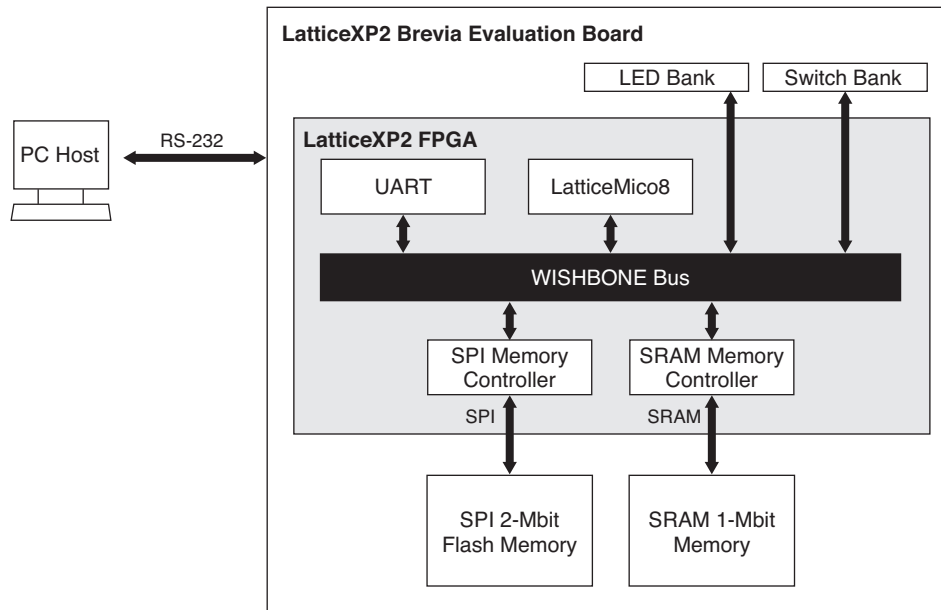 LatticeXP2 Brevia Evaluation Board
LED Bank
Switch Bank
PC Host
RS-232
LatticeXP2 FPGA
UART
LatticeMico8
WISHBONE Bus
SPI Memory
Controller
SRAM Memory
Controller
SPI
SRAM
SPI 2-Mbit
Flash Memory
SRAM 1-Mbit
Memory